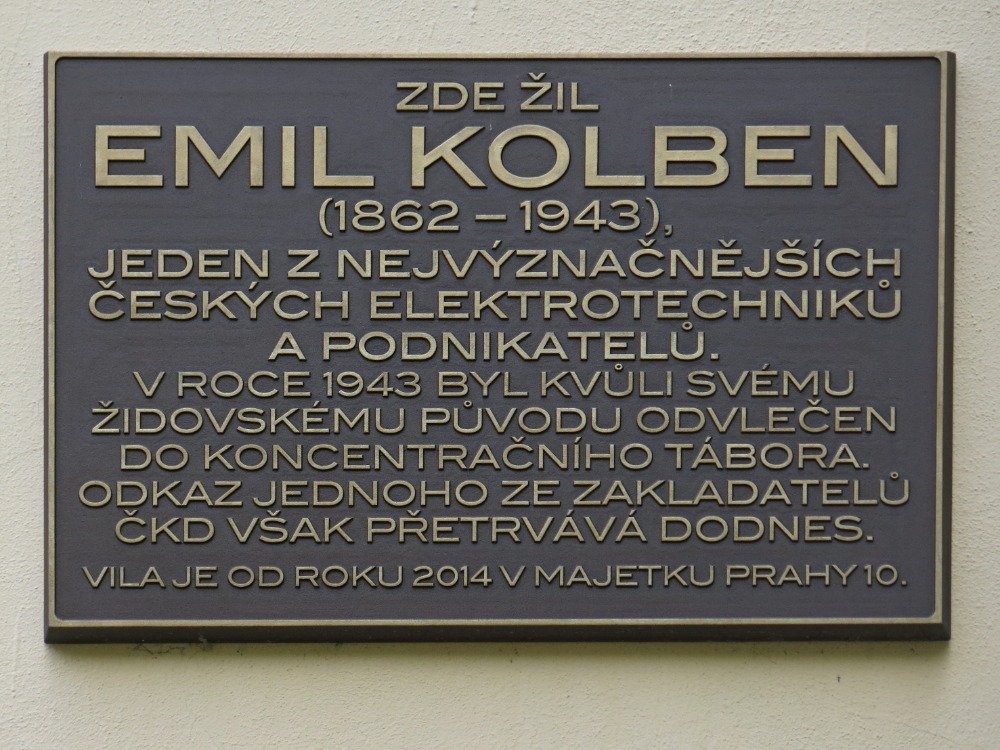 ZDE ŽIL
EMIL KOLBEN
(1862 – 1943),
JEDEN Z NEJVÝZNAČNĚJŠÍCH
ČESKÝCH ELEKTROTECHNIKŮ
A PODNIKATELŮ.
V ROCE 1943 BYL KVŮLI SVÉMU
ŽIDOVSKÉMU PŮVODU ODVLEČEN
DO KONCENTRAČNÍHO TÁBORA.
ODKAZ JEDNOHO ZE ZAKLADATELŮ
ČKD VŠAK PŘETRVÁVÁ DODNES.
VILA JE OD ROKU 2014 V MAJETKU PRAHY 10.